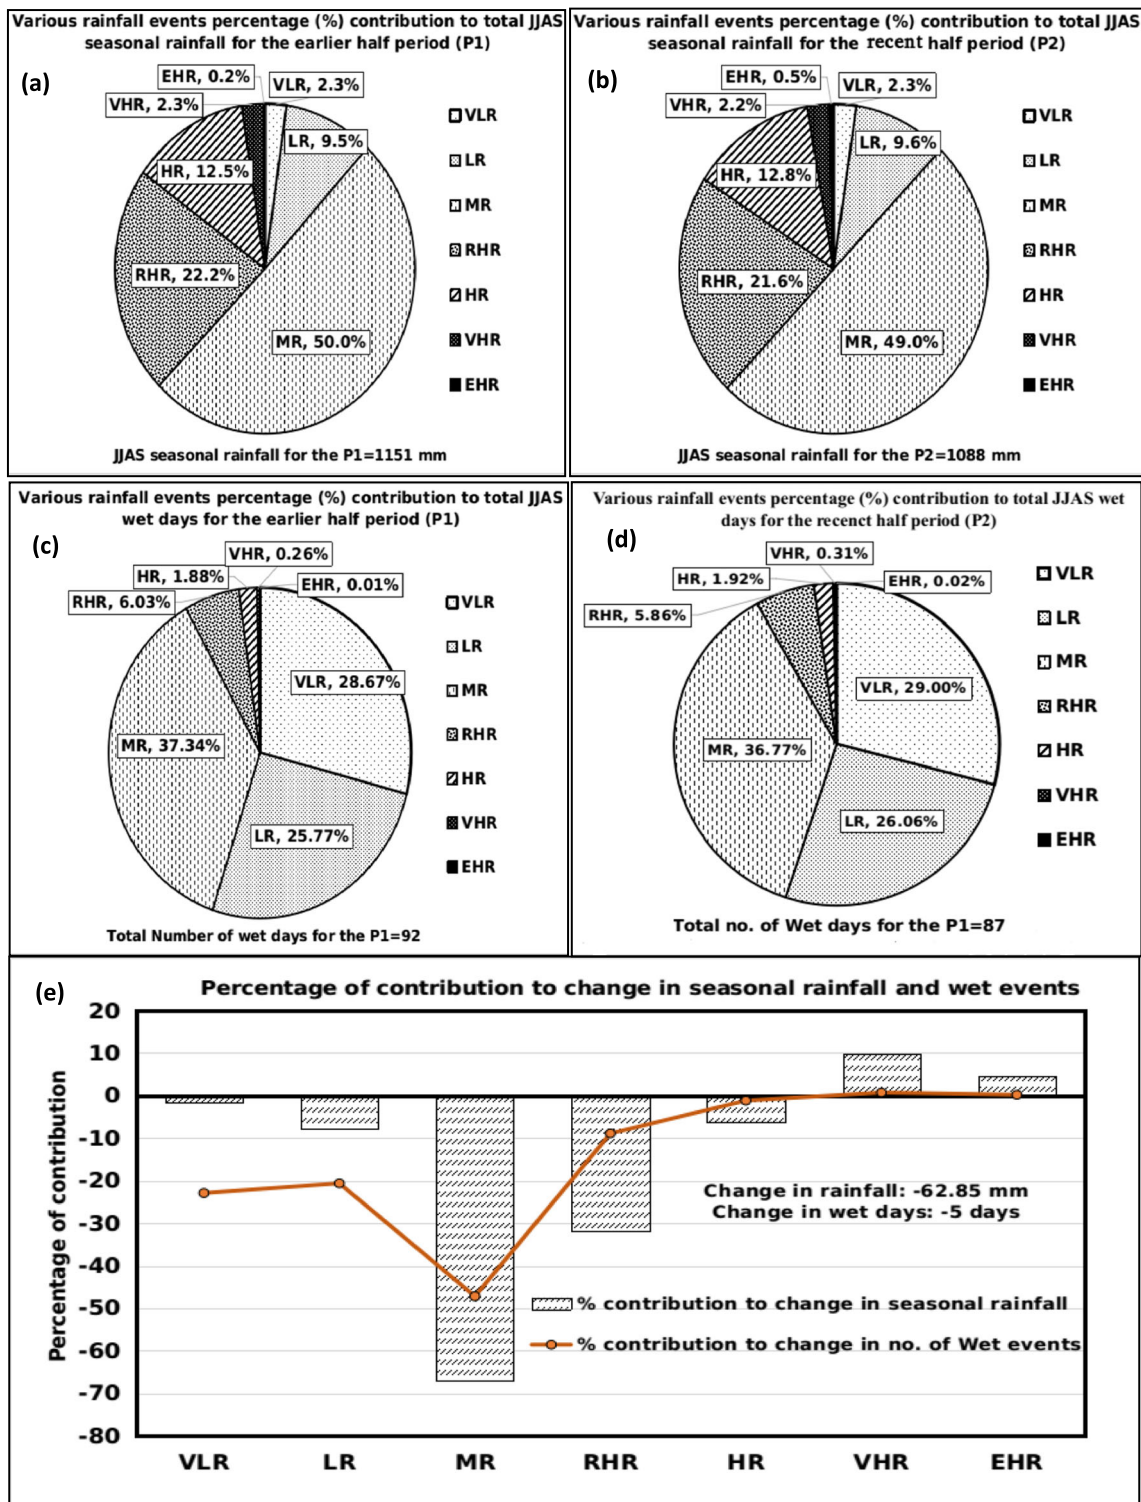 Various rainfall events percentage (%) contribution to total JJAS
seasonal rainfall for the earlier half period (P1)
(a)
EHR, 0.2%
VLR, 2.3%
VHR, 2.3%
LR, 9.5%
HR, 12.5%
RHR, 22.2%
MR, 50.0%
VLR
LR
MR
RHR
HR
VHR
EHR
JJAS seasonal rainfall for the P1=1151 mm
Various rainfall events percentage (%) contribution to total JJAS
seasonal rainfall for the recent half period (P2)
(b)
EHR, 0.5%
VLR, 2.3%
VHR, 2.2%
LR, 9.6%
HR, 12.8%
RHR, 21.6%
MR, 49.0%
VLR
LR
MR
RHR
HR
VHR
EHR
JJAS seasonal rainfall for the P2=1088 mm
Various rainfall events percentage (%) contribution to total JJAS
wet days for the earlier half period (P1)
(c)
VHR, 0.26%
HR, 1.88%
EHR, 0.01%
RHR, 6.03%
VLR, 28.67%
MR, 37.34%
LR, 25.77%
VLR
LR
MR
RHR
HR
VHR
EHR
Total Number of wet days for the P1=92
Various rainfall events percentage (%) contribution to total JJAS wet
days for the recenct half period (P2)
(d)
VHR, 0.31%
HR, 1.92%
EHR, 0.02%
RHR, 5.86%
VLR, 29.00%
MR, 36.77%
LR, 26.06%
VLR
LR
MR
RHR
HR
VHR
EHR
Total no. of Wet days for the P1=87
(e)
Percentage of contribution to change in seasonal rainfall and wet events
Percentage of contribution
20
10
0
-10
-20
-30
-40
-50
-60
-70
-80
Change in rainfall: -62.85 mm
Change in wet days: -5 days
% contribution to change in seasonal rainfall
% contribution to change in no. of Wet events
VLR
LR
MR
RHR
HR
VHR
EHR